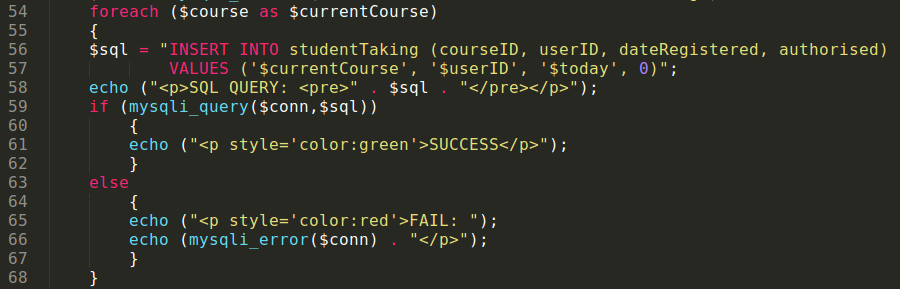 54 foreach ($course as $currentCourse)
55 {
56 $sql = "INSERT INTO studentTaking (courseID, userID, dateRegistered, authorised)
57 VALUES ('$currentCourse', '$userID', '$today', 0)";
58 echo ("<p>SQL QUERY: <pre>" . $sql . "</pre></p>");
59 if (mysqli_query($conn,$sql))
60 {
61 echo ("<p style='color:green'>SUCCESS</p>");
62 }
63 else
64 {
65 echo ("<p style='color:red'>FAIL: ");
66 echo (mysqli_error($conn) . "</p>");
67 }
68 }